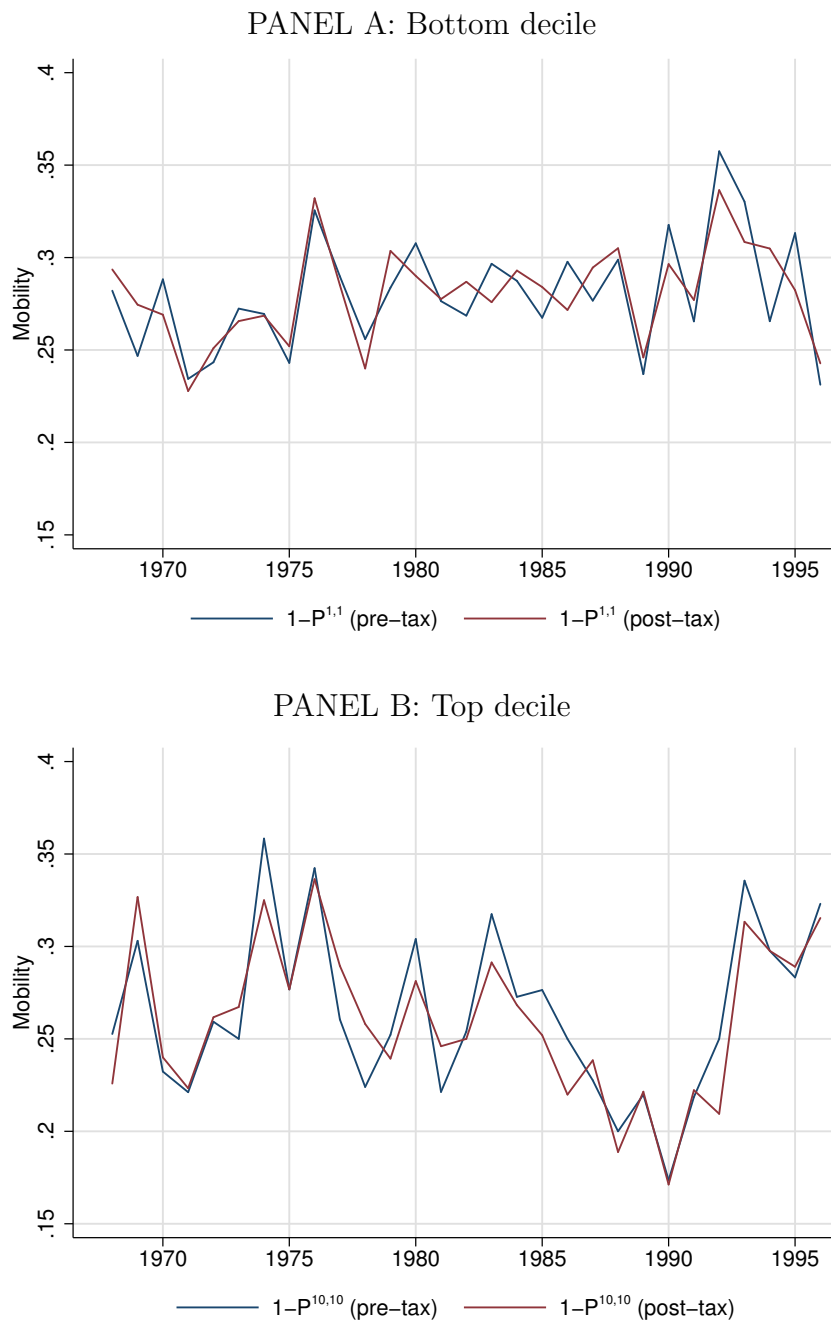 PANEL A: Bottom decile
.4
.35
.3
.25
.2
.15
Mobility
1970 1975 1980 1985 1990 1995
1−P¹,¹ (pre−tax) 1−P¹,¹ (post−tax)
PANEL B: Top decile
.4
.35
.3
.25
.2
.15
Mobility
1970 1975 1980 1985 1990 1995
1−P¹⁰,¹⁰ (pre−tax) 1−P¹⁰,¹⁰ (post−tax)